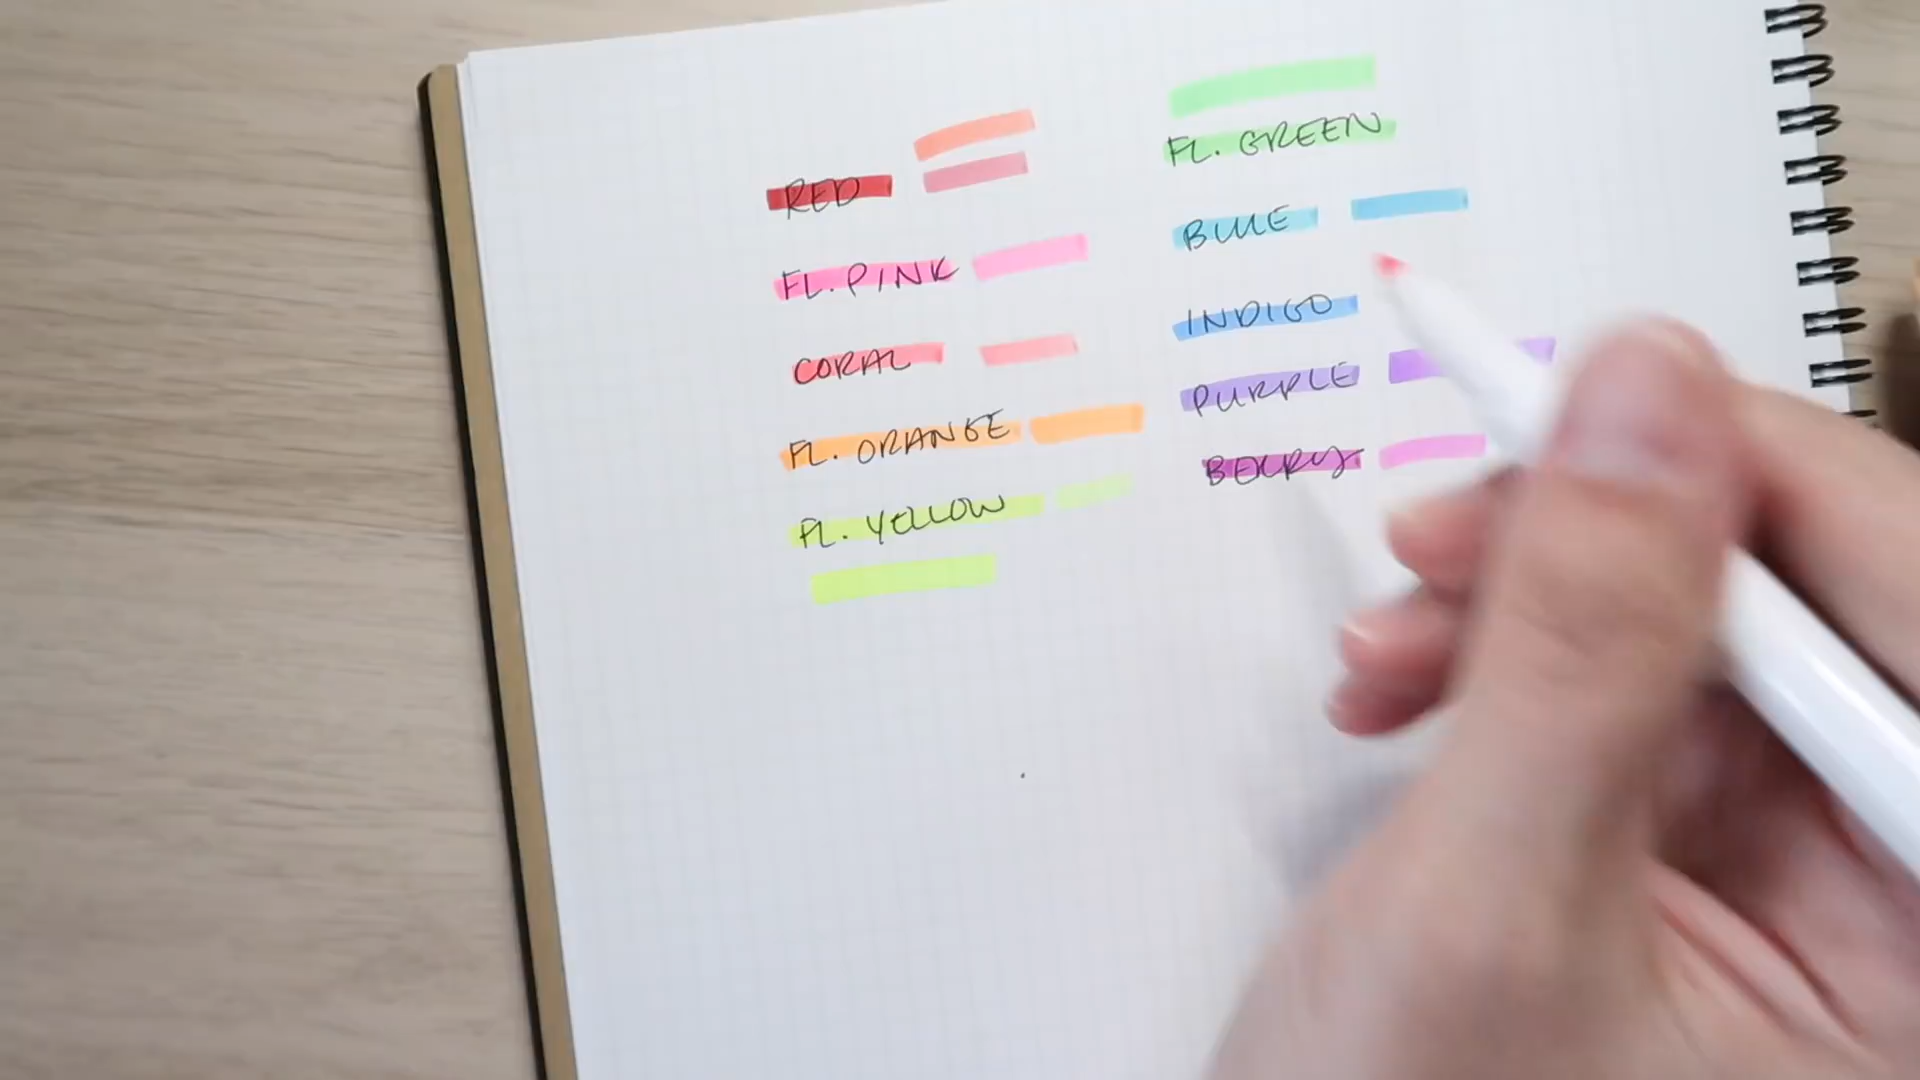 RED
FL. PINK
CORAL
FL. ORANGE
FL. YELLOW
FL. GREEN
BLUE
INDIGO
PURPLE
BERRY